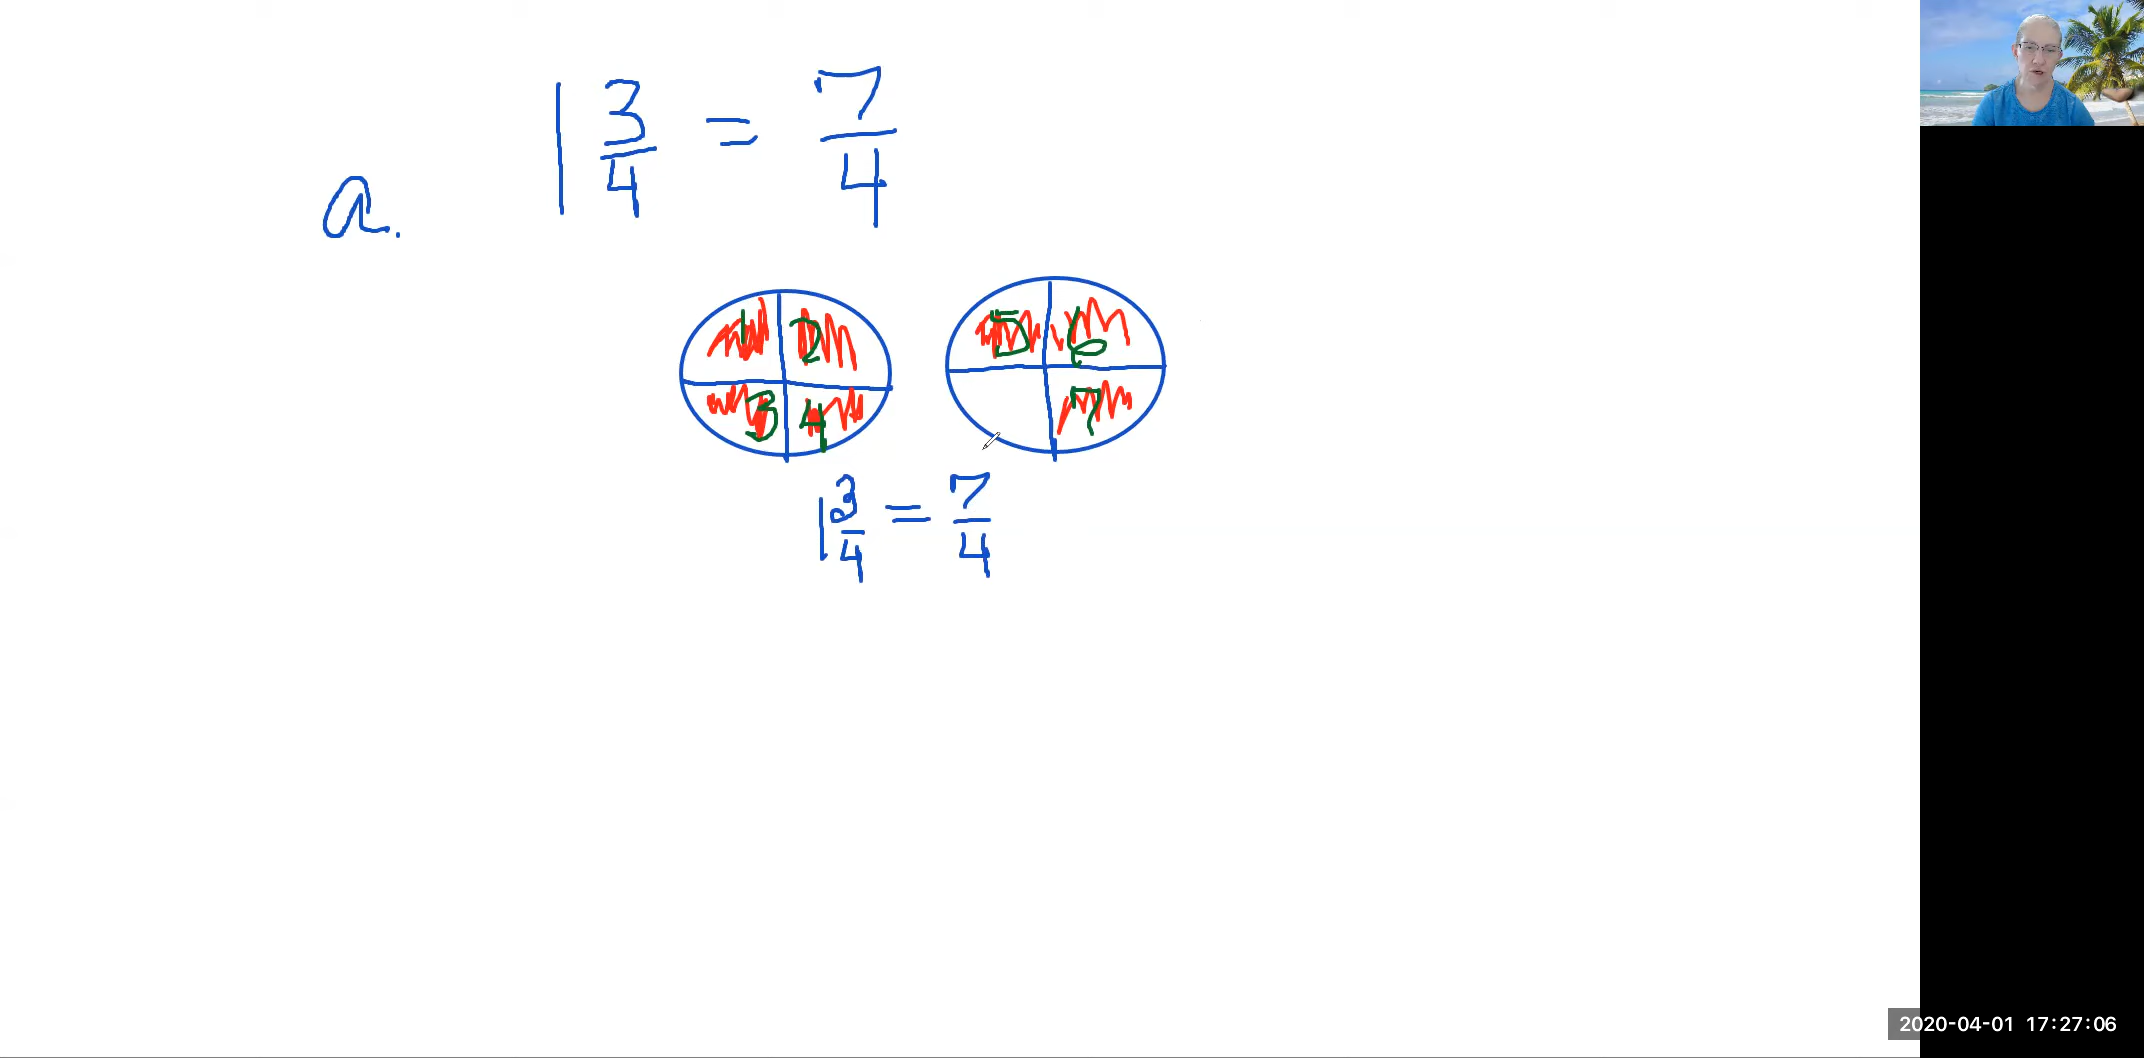 1 3/4 = 7/4
a.
1 2 5 6
3 4 7
1 3/4 = 7/4
2020-04-01 17:27:06